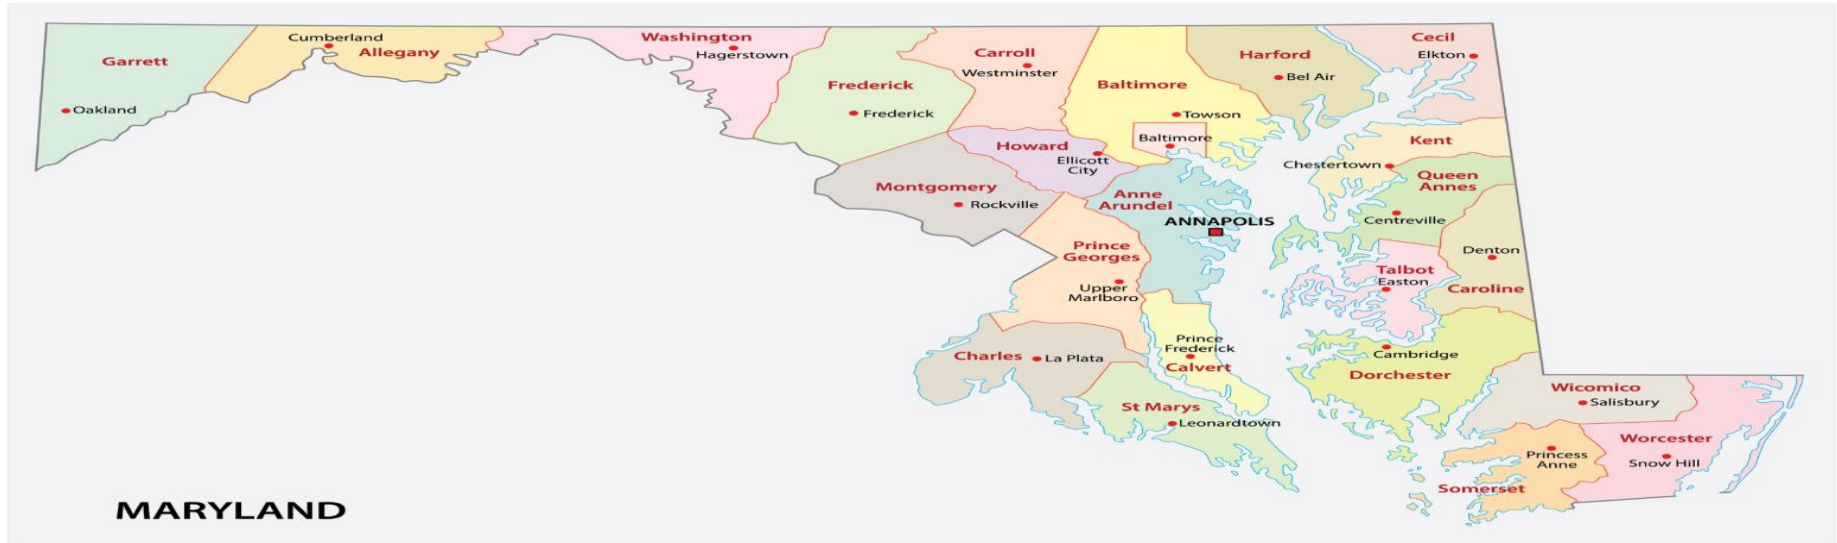 Garrett
Oakland
Cumberland
Allegany
Washington
Hagerstown
Frederick
Frederick
Carroll
Westminster
Baltimore
Towson
Baltimore
Harford
Bel Air
Cecil
Elkton
Howard
Ellicott
City
Montgomery
Rockville
Anne
Arundel
ANNAPOLIS
Kent
Chestertown
Queen
Annes
Centreville
Prince
Georges
Upper
Marlboro
Talbot
Easton
Denton
Caroline
Charles
La Plata
Prince
Frederick
Calvert
St Marys
Leonardtown
Cambridge
Dorchester
Wicomico
Salisbury
Worcester
Snow Hill
Princess
Anne
Somerset
MARYLAND